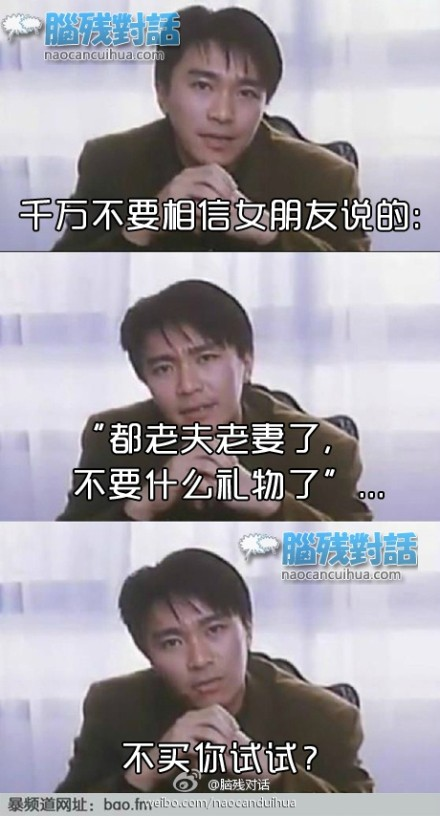 腦残對話
naocancuihua.com
千万不要相信女朋友说的:
“都老夫老妻了,
不要什么礼物了”...
腦残對話
naocancuihua.com
不买你试试?
@脑残对话
暴频道网址: bao.fm
weibo.com/naocanduihua